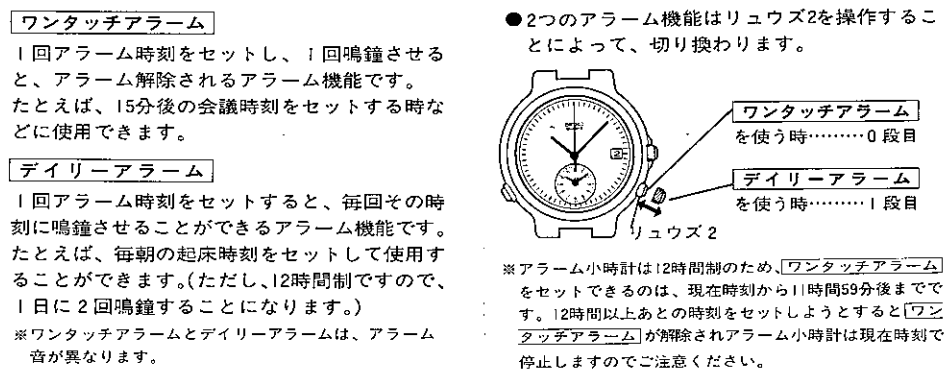 ワンタッチアラーム
1回アラーム時刻をセットし、1回鳴鐘させる
と、アラーム解除されるアラーム機能です。
たとえば、15分後の会議時刻をセットする時な
どに使用できます。
デイリーアラーム
1回アラーム時刻をセットすると、毎回その時
刻に鳴鐘させることができるアラーム機能です。
たとえば、毎朝の起床時刻をセットして使用す
ることができます。(ただし、12時間制ですので、
1日に2回鳴鐘することになります。)
※ワンタッチアラームとデイリーアラームは、アラーム
音が異なります。
●2つのアラーム機能はリュウズ2を操作するこ
とによって、切り換わります。
2
ワンタッチアラーム
を使う時………0段目
デイリーアラーム
を使う時………1段目
リュウズ2
※アラーム小時計は12時間制のため、ワンタッチアラーム
をセットできるのは、現在時刻から11時間59分後までで
す。12時間以上あとの時刻をセットしようとするとワン
タッチアラームが解除されアラーム小時計は現在時刻で
停止しますのでご注意ください。